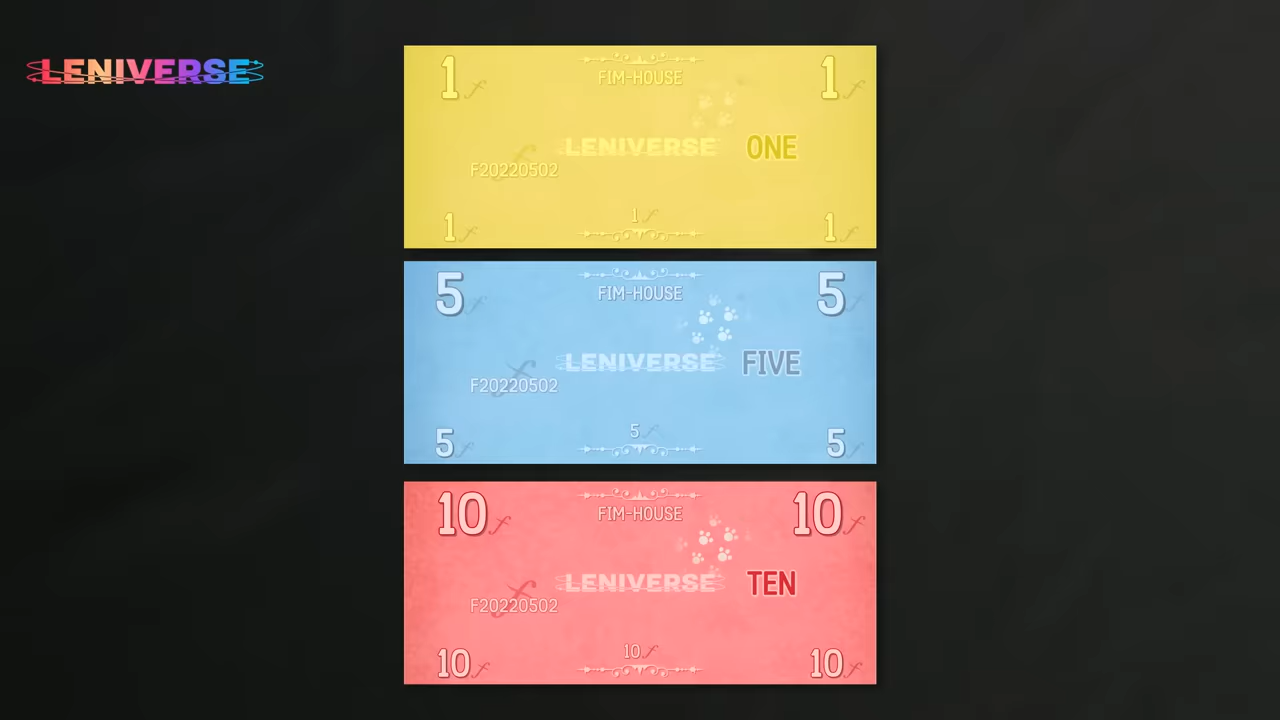 LENIVERSE
1 f 1 f
FIM-HOUSE
LENIVERSE ONE
f
F20220502
1 f
1 f 1 f
5 f 5 f
FIM-HOUSE
LENIVERSE FIVE
f
F20220502
5 f
5 f 5 f
10 f 10 f
FIM-HOUSE
LENIVERSE TEN
f
F20220502
10 f
10 f 10 f